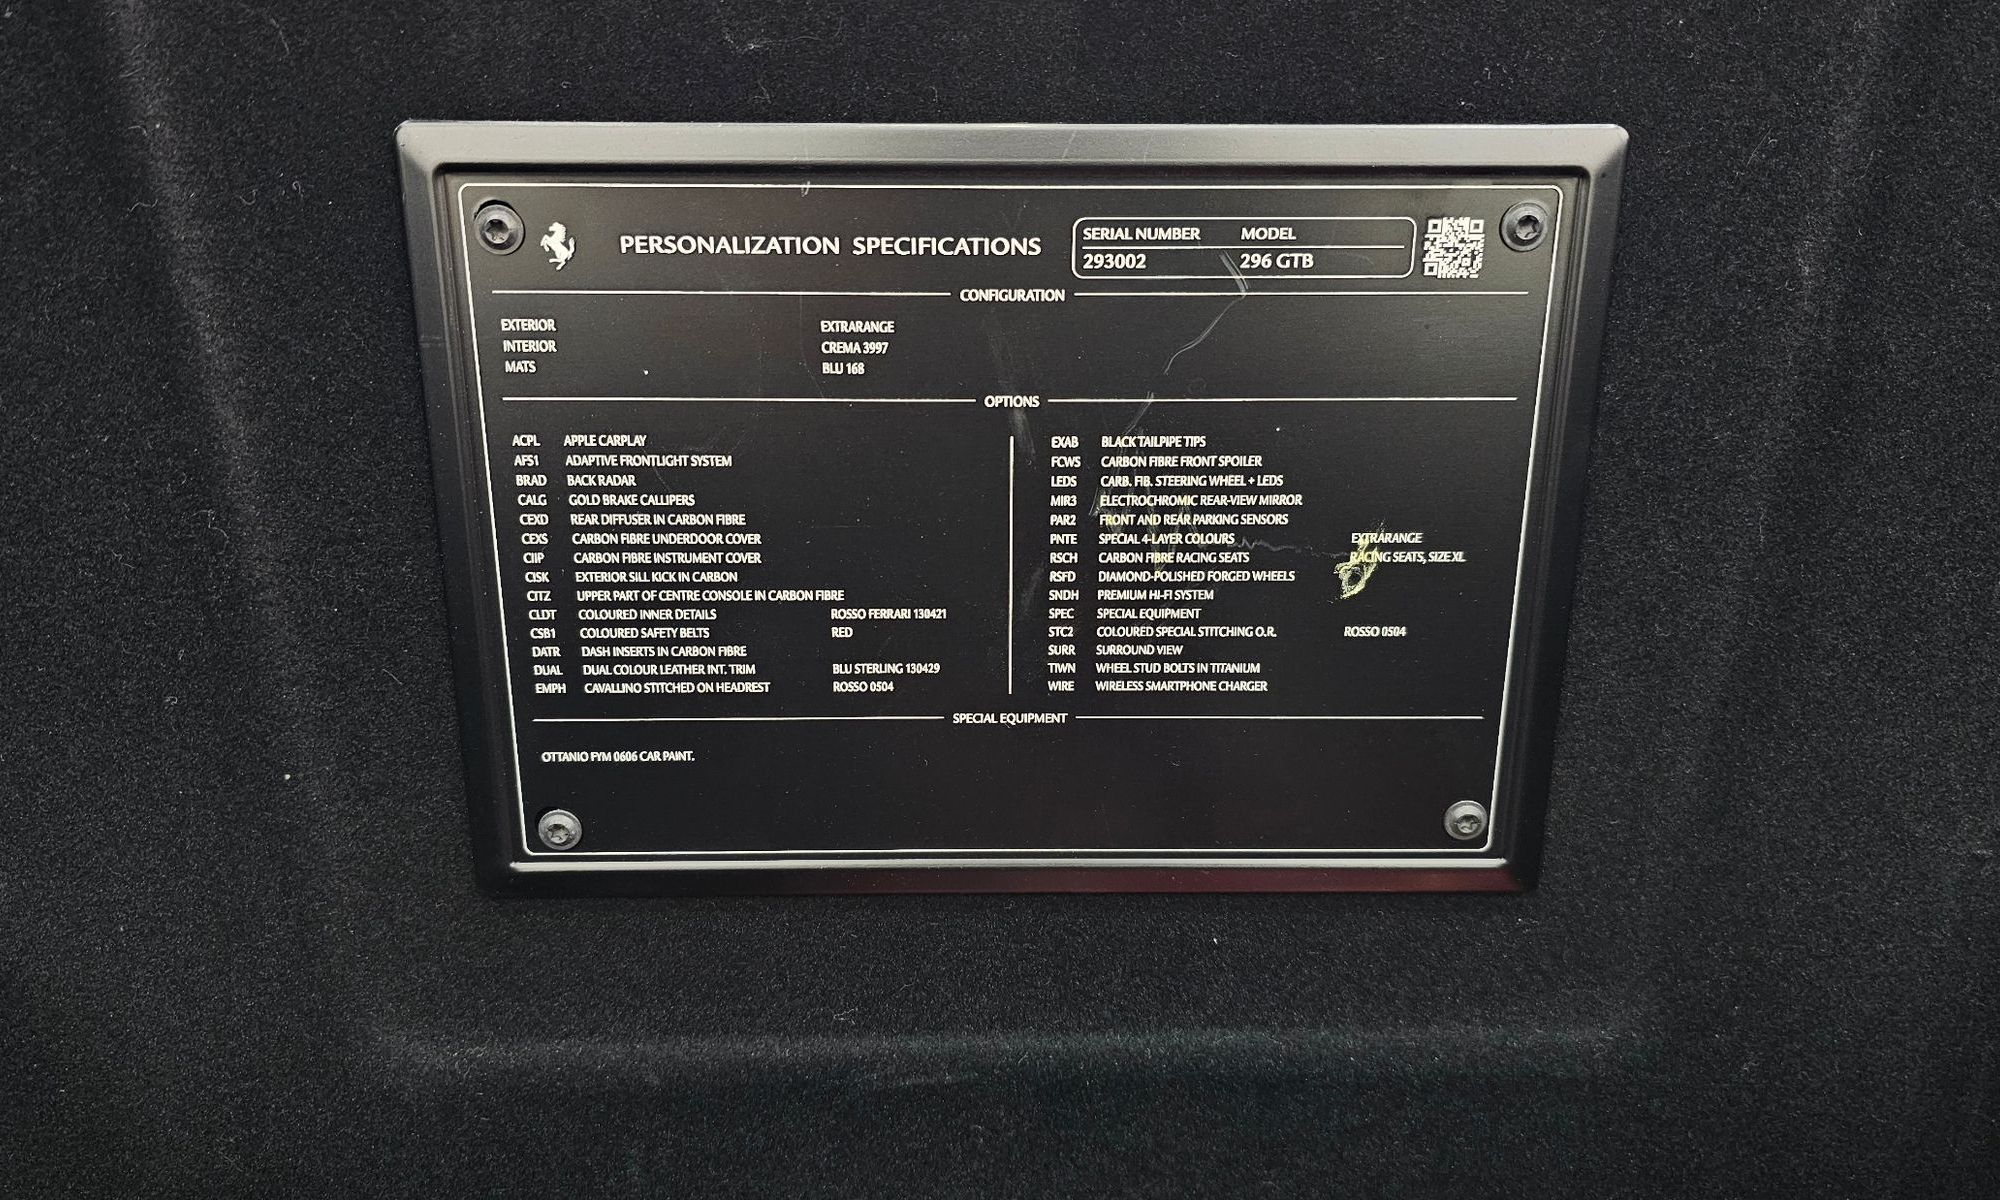 PERSONALIZATION SPECIFICATIONS
SERIAL NUMBER MODEL
293002 296 GTB
CONFIGURATION
EXTERIOR EXTRARANGE
INTERIOR CREMA 3997
MATS BLU 168
OPTIONS
ACPL APPLE CARPLAY
AFS1 ADAPTIVE FRONTLIGHT SYSTEM
BRAD BACK RADAR
CALG GOLD BRAKE CALLIPERS
CEXD REAR DIFFUSER IN CARBON FIBRE
CEXS CARBON FIBRE UNDERDOOR COVER
CIIP CARBON FIBRE INSTRUMENT COVER
CISK EXTERIOR SILL KICK IN CARBON
CITZ UPPER PART OF CENTRE CONSOLE IN CARBON FIBRE
CLDT COLOURED INNER DETAILS ROSSO FERRARI 130421
CSB1 COLOURED SAFETY BELTS RED
DATR DASH INSERTS IN CARBON FIBRE
DUAL DUAL COLOUR LEATHER INT. TRIM BLU STERLING 130429
EMPH CAVALLINO STITCHED ON HEADREST ROSSO 0504
EXAB BLACK TAILPIPE TIPS
FCWS CARBON FIBRE FRONT SPOILER
LEDS CARB. FIB. STEERING WHEEL + LEDS
MIR3 ELECTROCHROMIC REAR-VIEW MIRROR
PAR2 FRONT AND REAR PARKING SENSORS
PNTE SPECIAL 4-LAYER COLOURS EXTRARANGE
RSCH CARBON FIBRE RACING SEATS RACING SEATS, SIZE XL
RSFD DIAMOND-POLISHED FORGED WHEELS
SNDH PREMIUM HI-FI SYSTEM
SPEC SPECIAL EQUIPMENT
STC2 COLOURED SPECIAL STITCHING O.R. ROSSO 0504
SURR SURROUND VIEW
TIWN WHEEL STUD BOLTS IN TITANIUM
WIRE WIRELESS SMARTPHONE CHARGER
SPECIAL EQUIPMENT
OTTANIO FYM 0606 CAR PAINT.